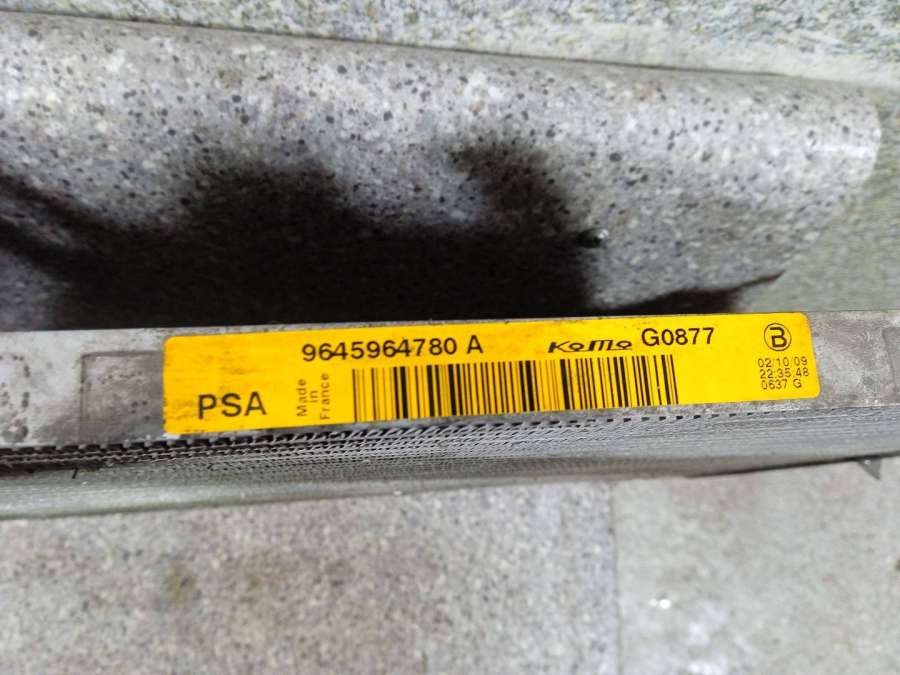 9645964780 A KoMo G0877
PSA
Made
in
France
B
02/10/09
22:35:48
0637 G